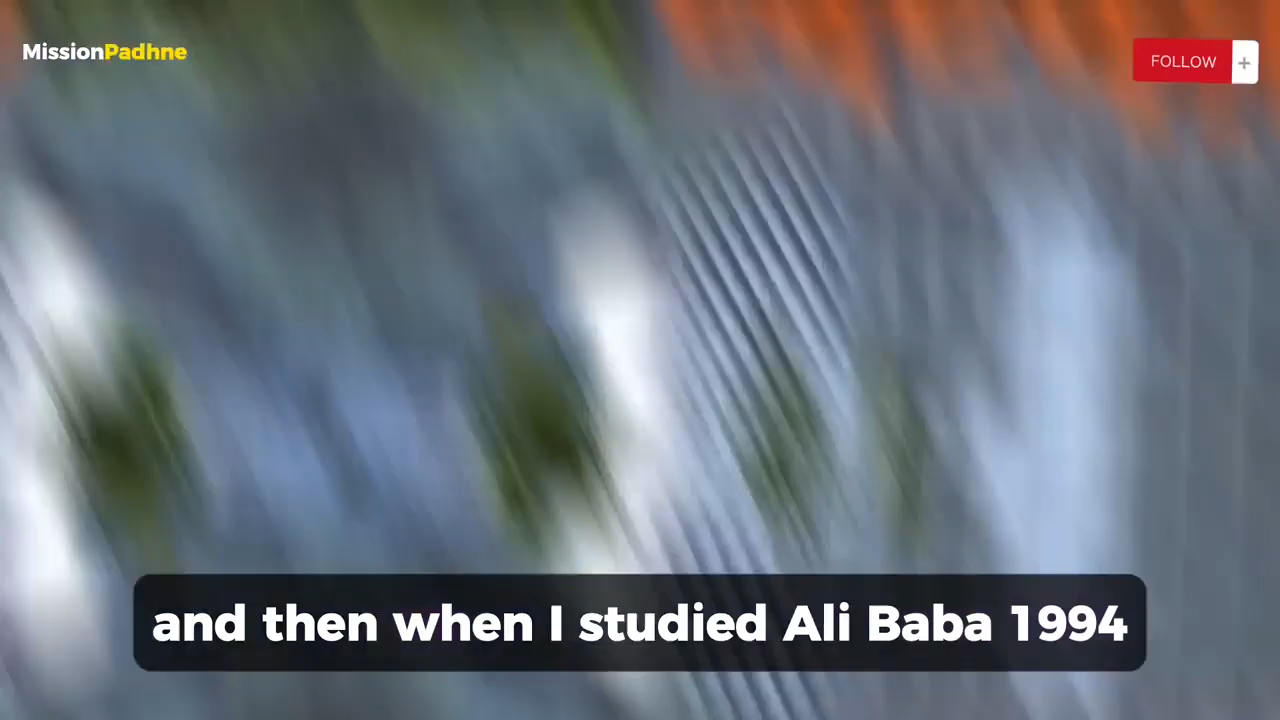 MissionPadhne
FOLLOW +
and then when I studied Ali Baba 1994